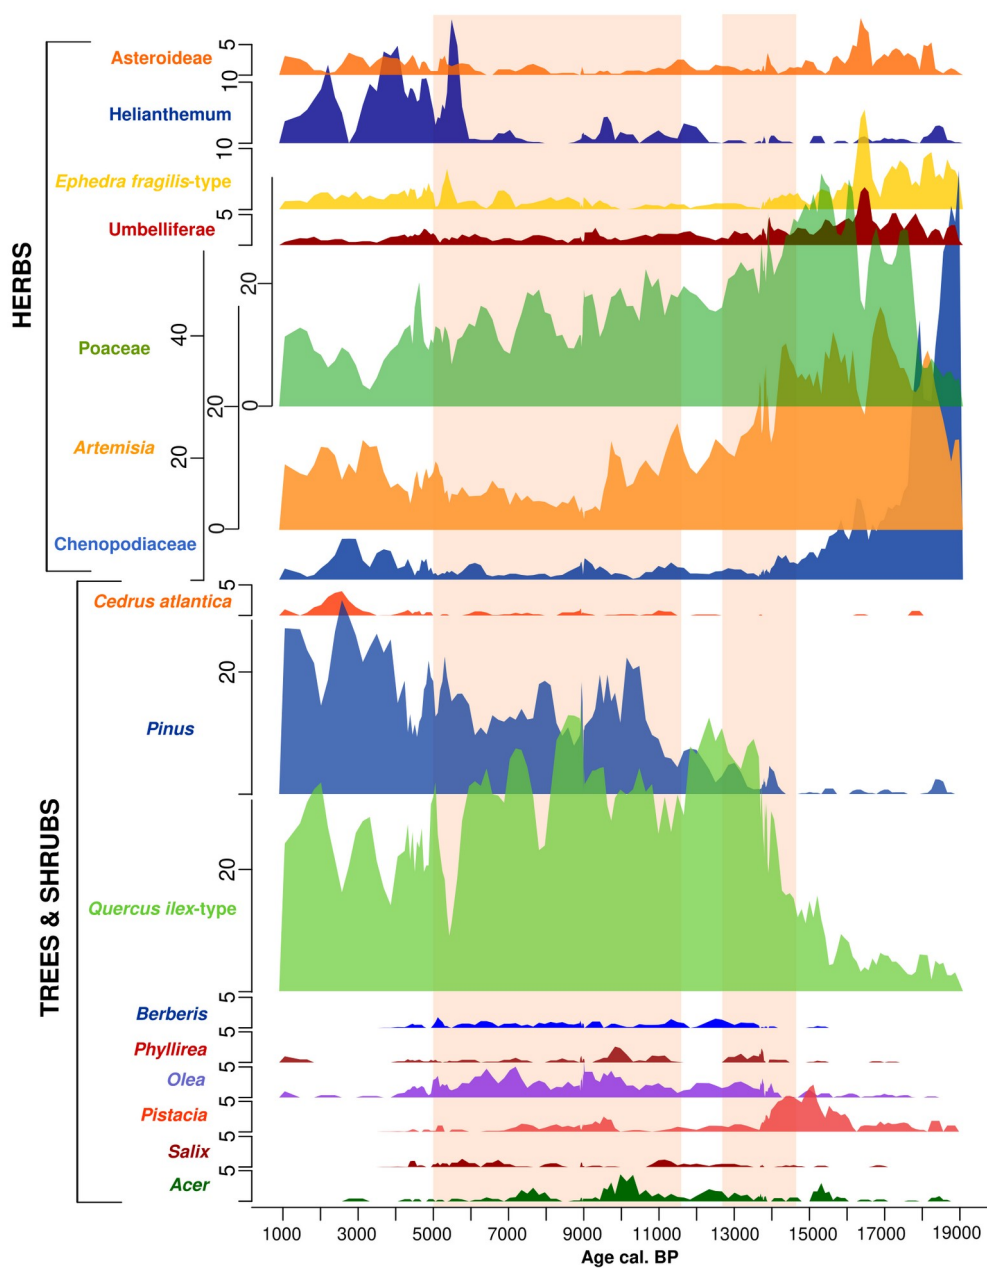 HERBS
Asteroideae
5
Helianthemum
10
Ephedra fragilis-type
10
Umbelliferae
5
Poaceae
20
0
Artemisia
20
0
Chenopodiaceae
40
20
TREES & SHRUBS
Cedrus atlantica
5
Pinus
20
Quercus ilex-type
20
Berberis
5
Phyllirea
5
Olea
5
Pistacia
5
Salix
5
Acer
5
1000 3000 5000 7000 9000 11000 13000 15000 17000 19000
Age cal. BP